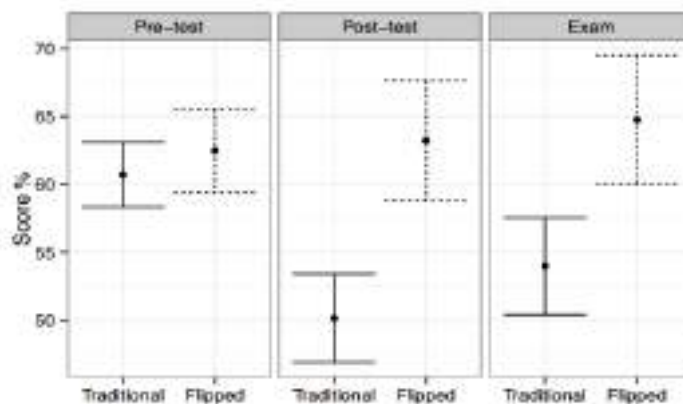 Pre-test Post-test Exam
Score %
70
65
60
55
50
Traditional Flipped Traditional Flipped Traditional Flipped